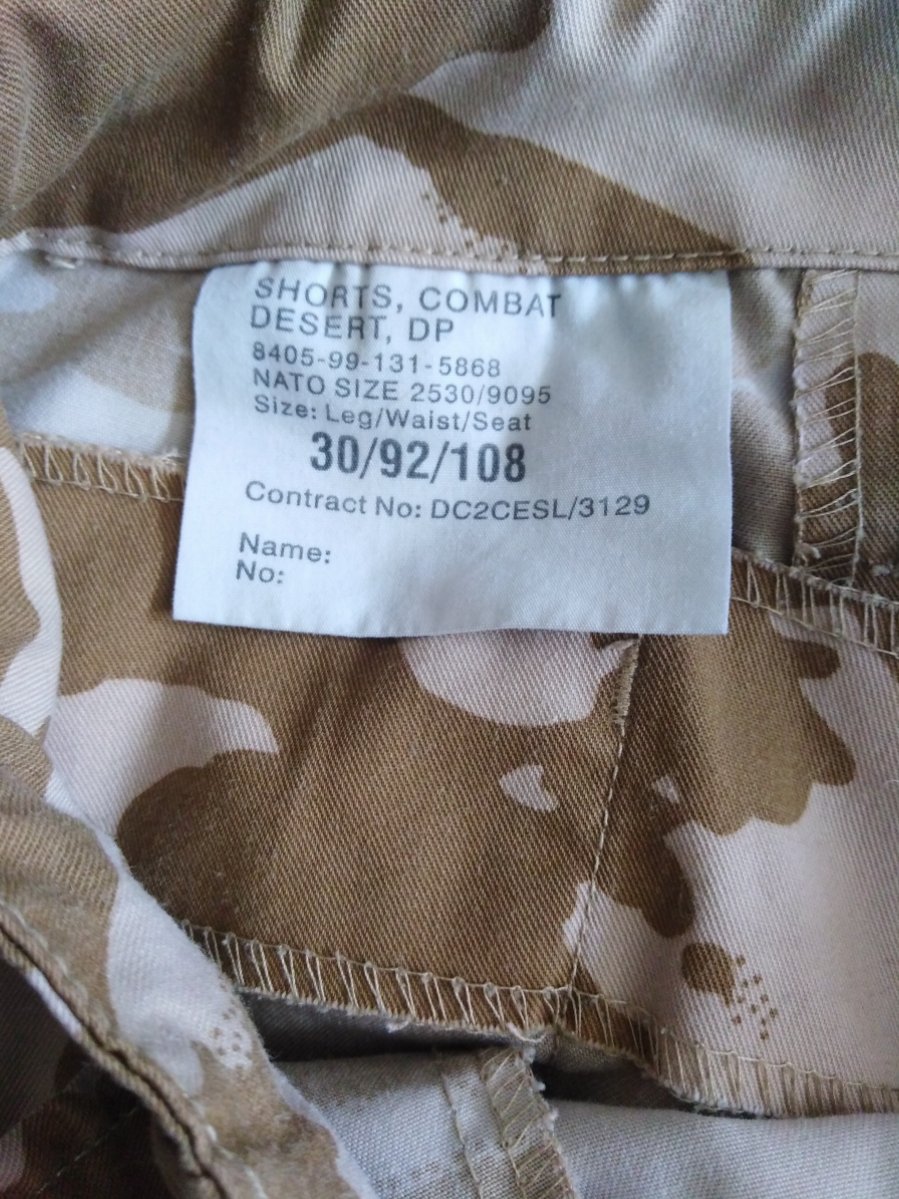 SHORTS, COMBAT
DESERT, DP
8405-99-131-5868
NATO SIZE 2530/9095
Size: Leg/Waist/Seat
30/92/108
Contract No: DC2CESL/3129
Name:
No: